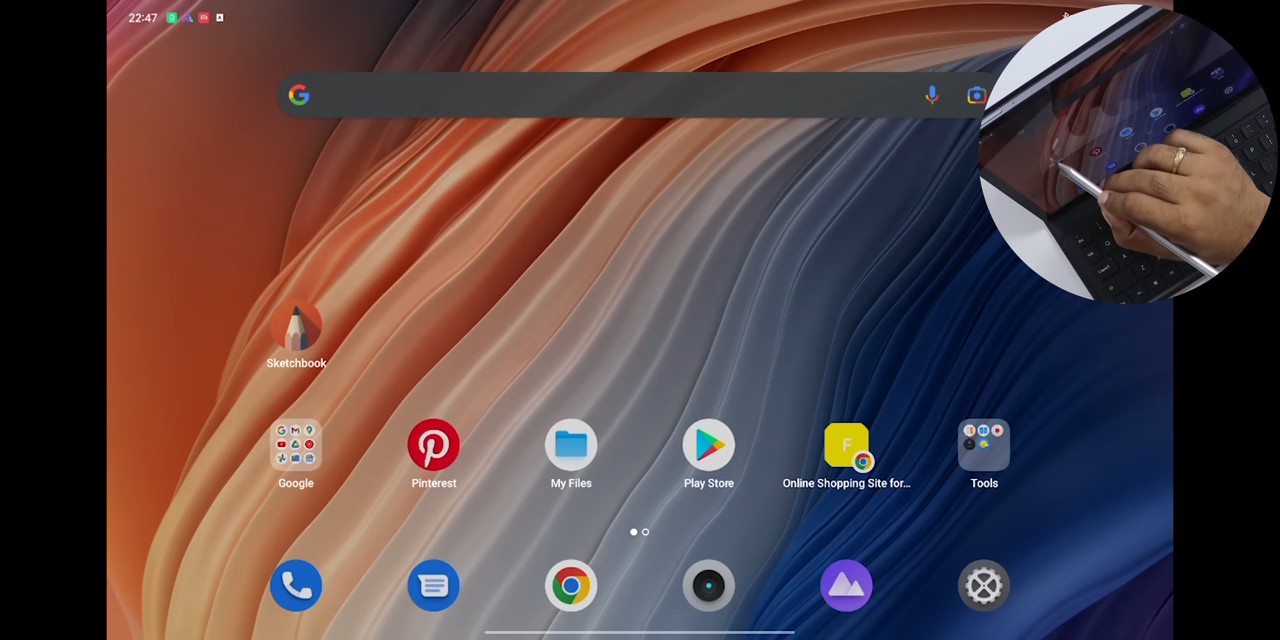 22:47
Sketchbook
Google
Pinterest
My Files
Play Store
F
Online Shopping Site for...
Tools